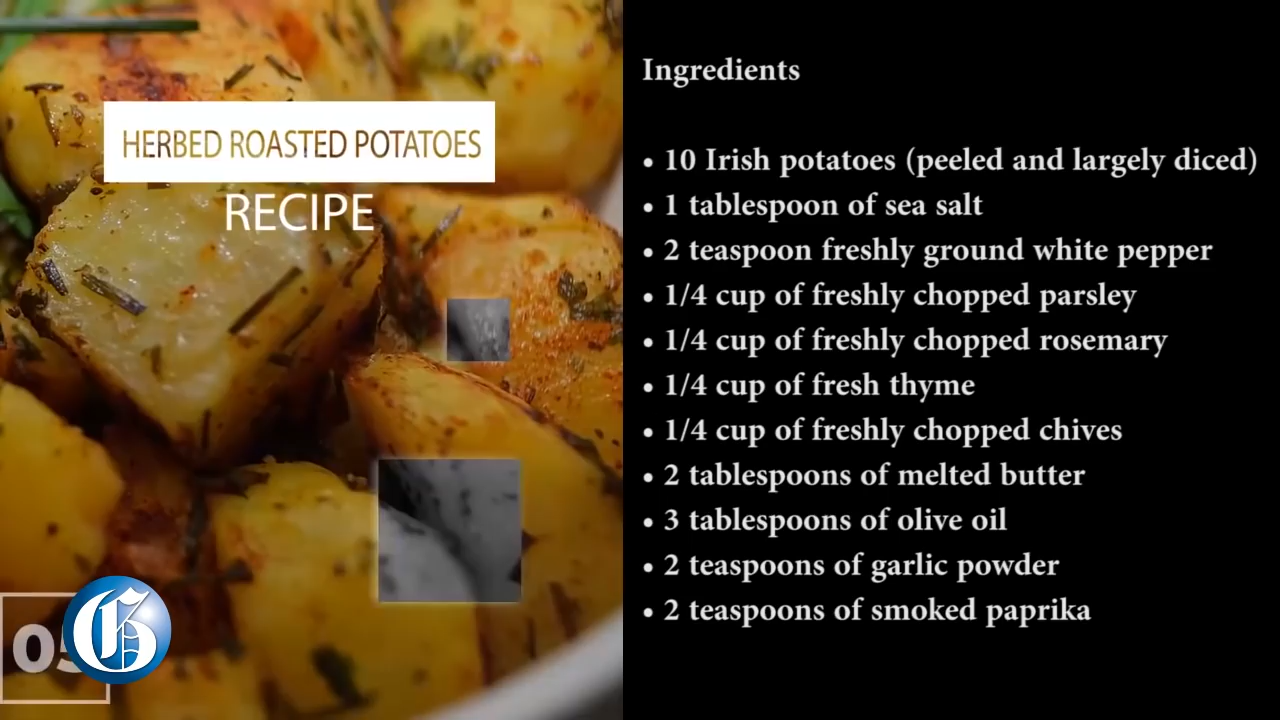 HERBED ROASTED POTATOES
RECIPE
Ingredients
• 10 Irish potatoes (peeled and largely diced)
• 1 tablespoon of sea salt
• 2 teaspoon freshly ground white pepper
• 1/4 cup of freshly chopped parsley
• 1/4 cup of freshly chopped rosemary
• 1/4 cup of fresh thyme
• 1/4 cup of freshly chopped chives
• 2 tablespoons of melted butter
• 3 tablespoons of olive oil
• 2 teaspoons of garlic powder
• 2 teaspoons of smoked paprika
G